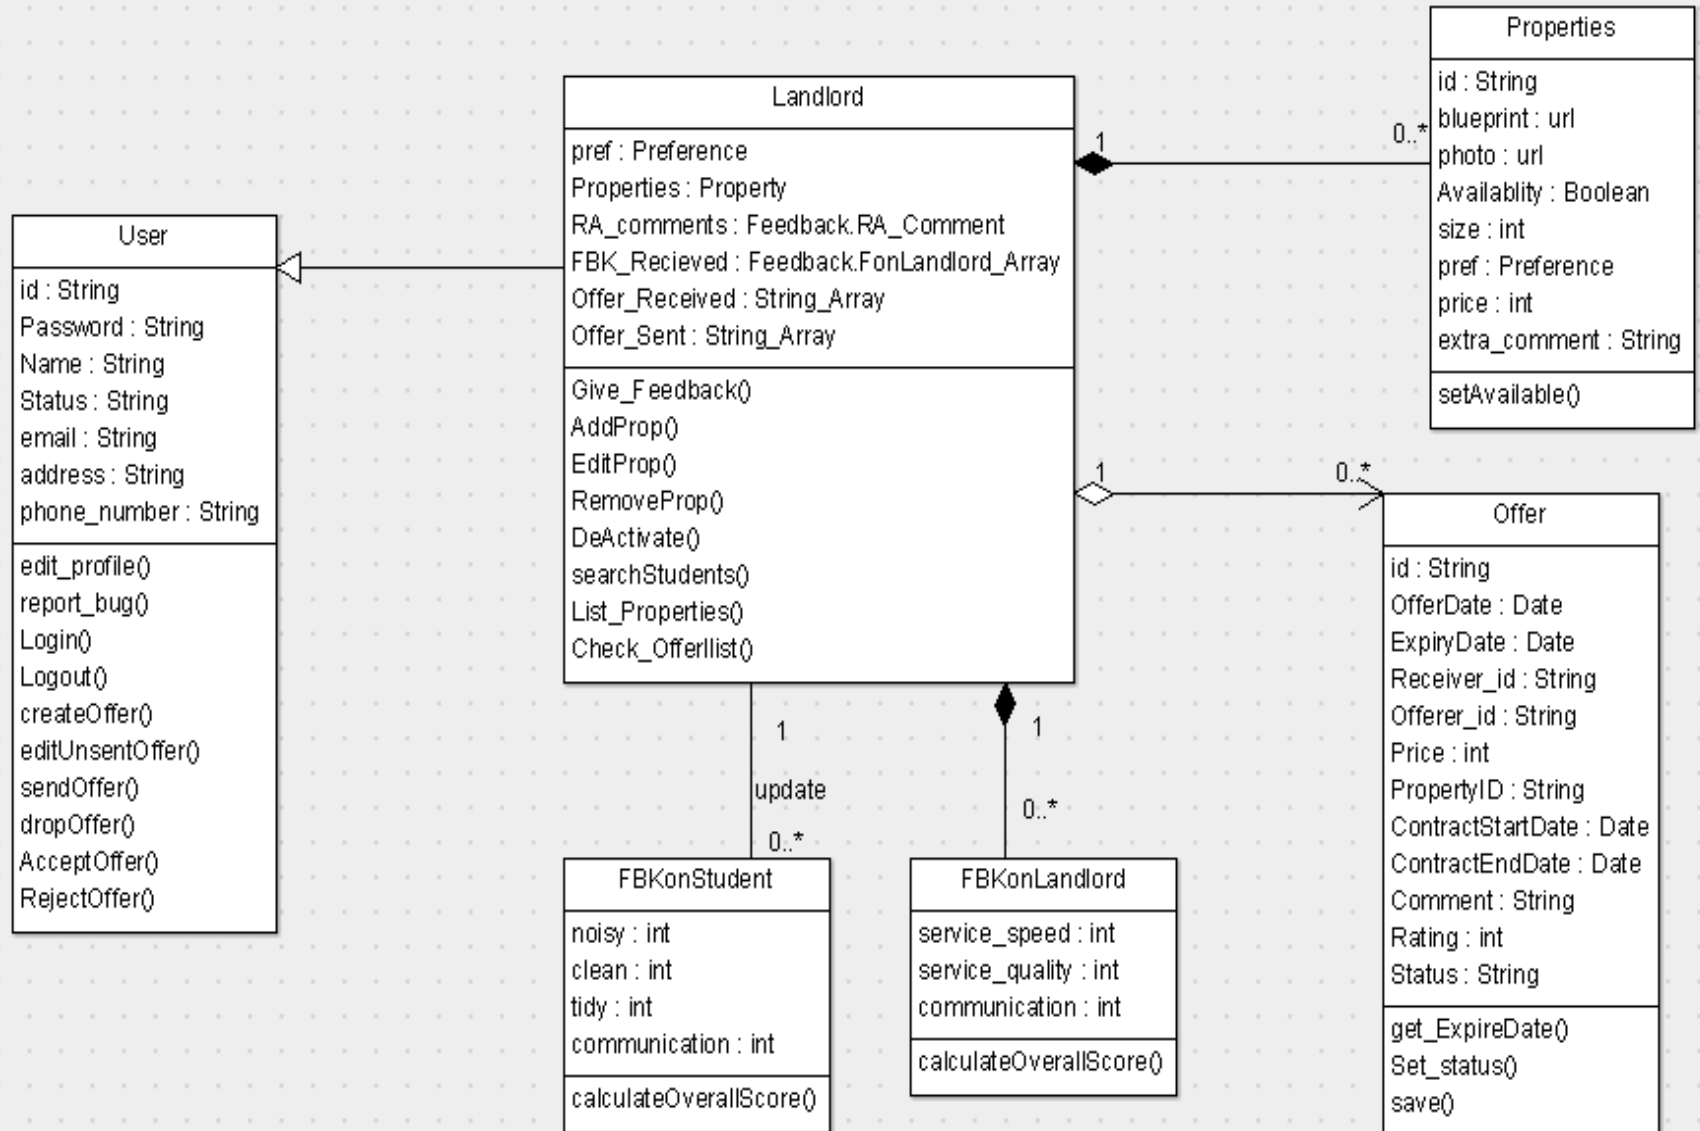 User
id : String
Password : String
Name : String
Status : String
email : String
address : String
phone_number : String
edit_profile()
report_bug()
Login()
Logout()
createOffer()
editUnsentOffer()
sendOffer()
dropOffer()
AcceptOffer()
RejectOffer()
Landlord
pref : Preference
Properties : Property
RA_comments : Feedback.RA_Comment
FBK_Recieved : Feedback.FonLandlord_Array
Offer_Received : String_Array
Offer_Sent : String_Array
Give_Feedback()
AddProp()
EditProp()
RemoveProp()
DeActivate()
searchStudents()
List_Properties()
Check_Offerllist()
1
0..*
Properties
id : String
blueprint : url
photo : url
Availablity : Boolean
size : int
pref : Preference
price : int
extra_comment : String
setAvailable()
1
0..*
Offer
id : String
OfferDate : Date
ExpiryDate : Date
Receiver_id : String
Offerer_id : String
Price : int
PropertyID : String
ContractStartDate : Date
ContractEndDate : Date
Comment : String
Rating : int
Status : String
get_ExpireDate()
Set_status()
save()
1
update
0..*
FBKonStudent
noisy : int
clean : int
tidy : int
communication : int
calculateOverallScore()
1
0..*
FBKonLandlord
service_speed : int
service_quality : int
communication : int
calculateOverallScore()